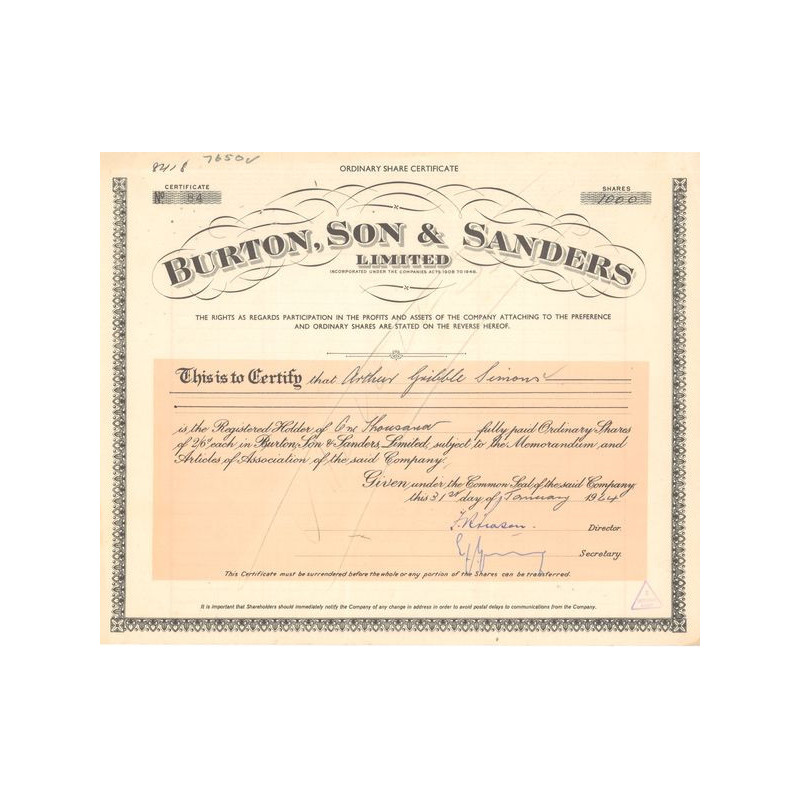 7650
ORDINARY SHARE CERTIFICATE
CERTIFICATE
SHARES
No. 84
1000
BURTON, SON & SANDERS
LIMITED
INCORPORATED UNDER THE COMPANIES ACTS 1908 TO 1948.
THE RIGHTS AS REGARDS PARTICIPATION IN THE PROFITS AND ASSETS OF THE COMPANY ATTACHING TO THE PREFERENCE
AND ORDINARY SHARES ARE STATED ON THE REVERSE HEREOF.
This is to Certify that Arthur Gribble Simons
is the Registered Holder of One Thousand fully paid Ordinary Shares
of 2/6d each in Burton, Son & Sanders, Limited, subject to the Memorandum and
Articles of Association of the said Company.
Given under the Common Seal of the said Company
this 31st day of January 1964
Director.
Secretary.
This Certificate must be surrendered before the whole or any portion of the Shares can be transferred.
It is important that Shareholders should immediately notify the Company of any change in address in order to avoid postal delays to communications from the Company.